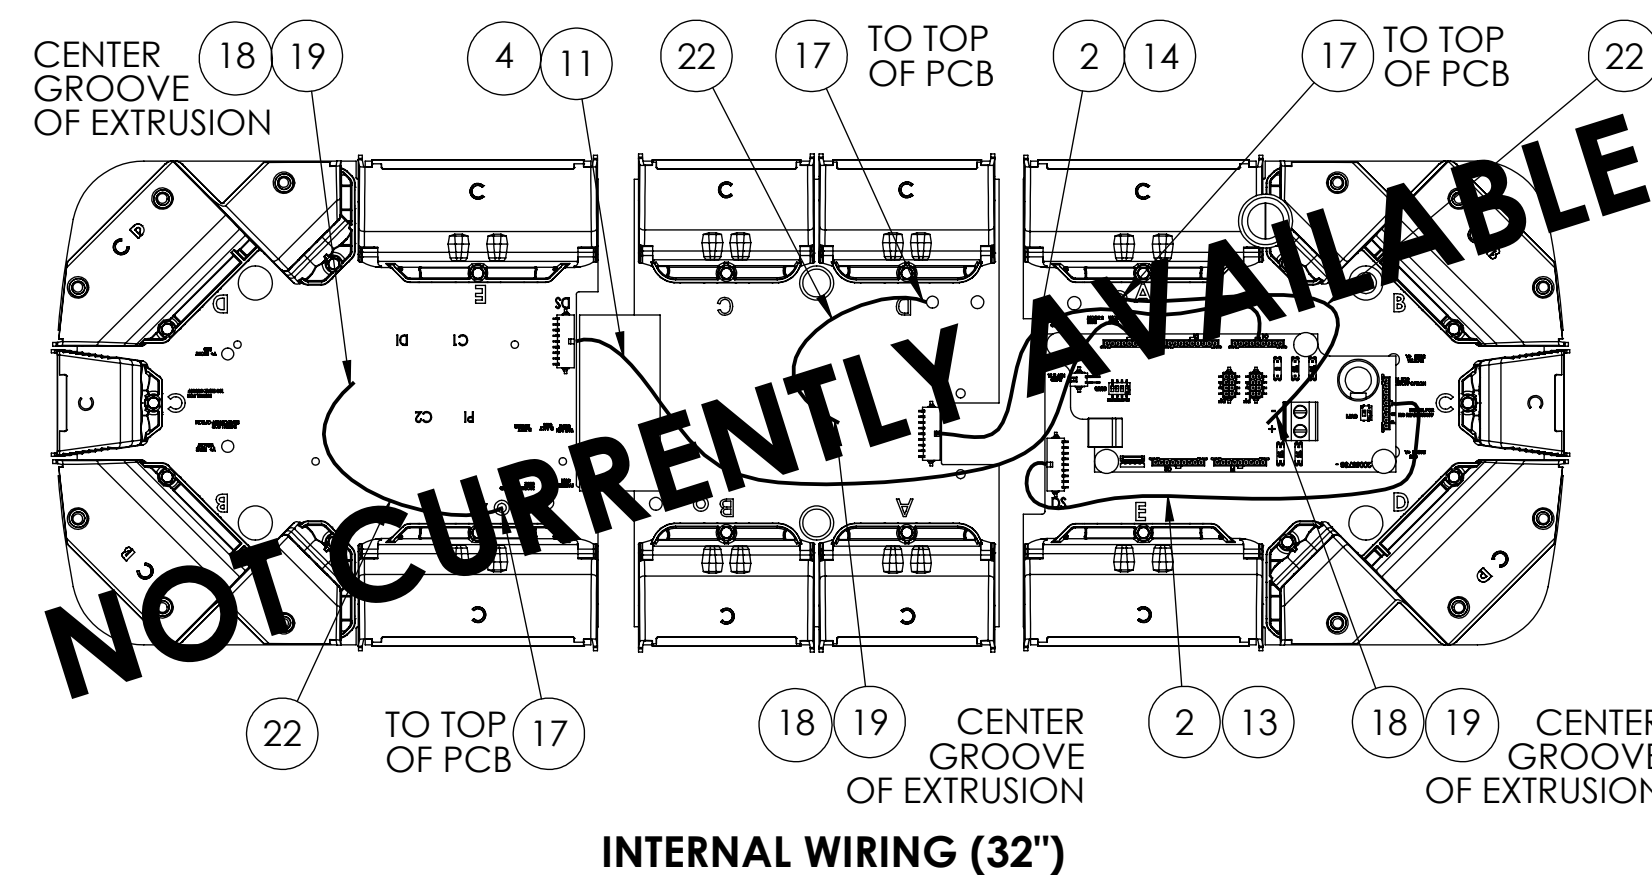 CENTER
GROOVE
OF EXTRUSION
18
19
4
11
22
17
TO TOP
OF PCB
2
14
17
TO TOP
OF PCB
22
NOT CURRENTLY AVAILABLE
C
C
C
C
C B
E
DS
C
D
A
B
D
D1
C1
C2
P1
C
C
C
C
B
B
A
DS
E
D
C B
C
C
C
C
C B
22
TO TOP
OF PCB
17
18
19
CENTER
GROOVE
OF EXTRUSION
2
13
18
19
CENTER
GROOVE
OF EXTRUSION
INTERNAL WIRING (32")